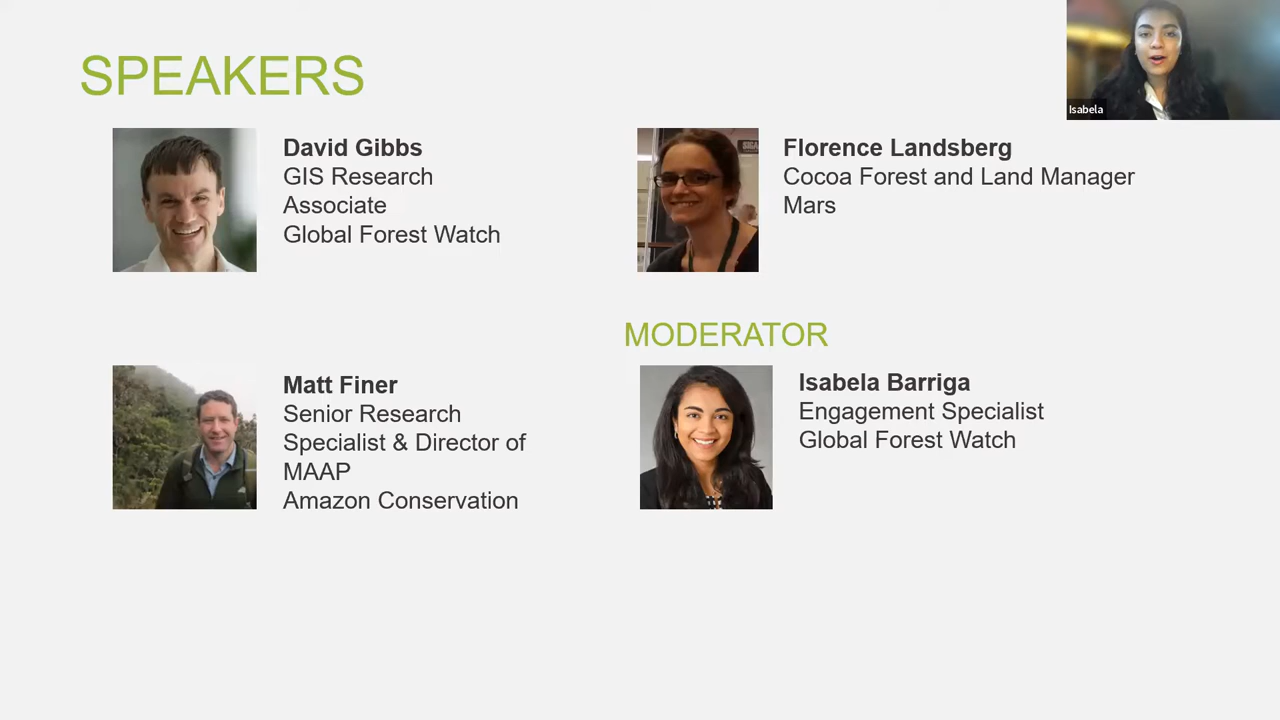 SPEAKERS
Isabela
David Gibbs
GIS Research
Associate
Global Forest Watch
Florence Landsberg
Cocoa Forest and Land Manager
Mars
Matt Finer
Senior Research
Specialist & Director of
MAAP
Amazon Conservation
MODERATOR
Isabela Barriga
Engagement Specialist
Global Forest Watch